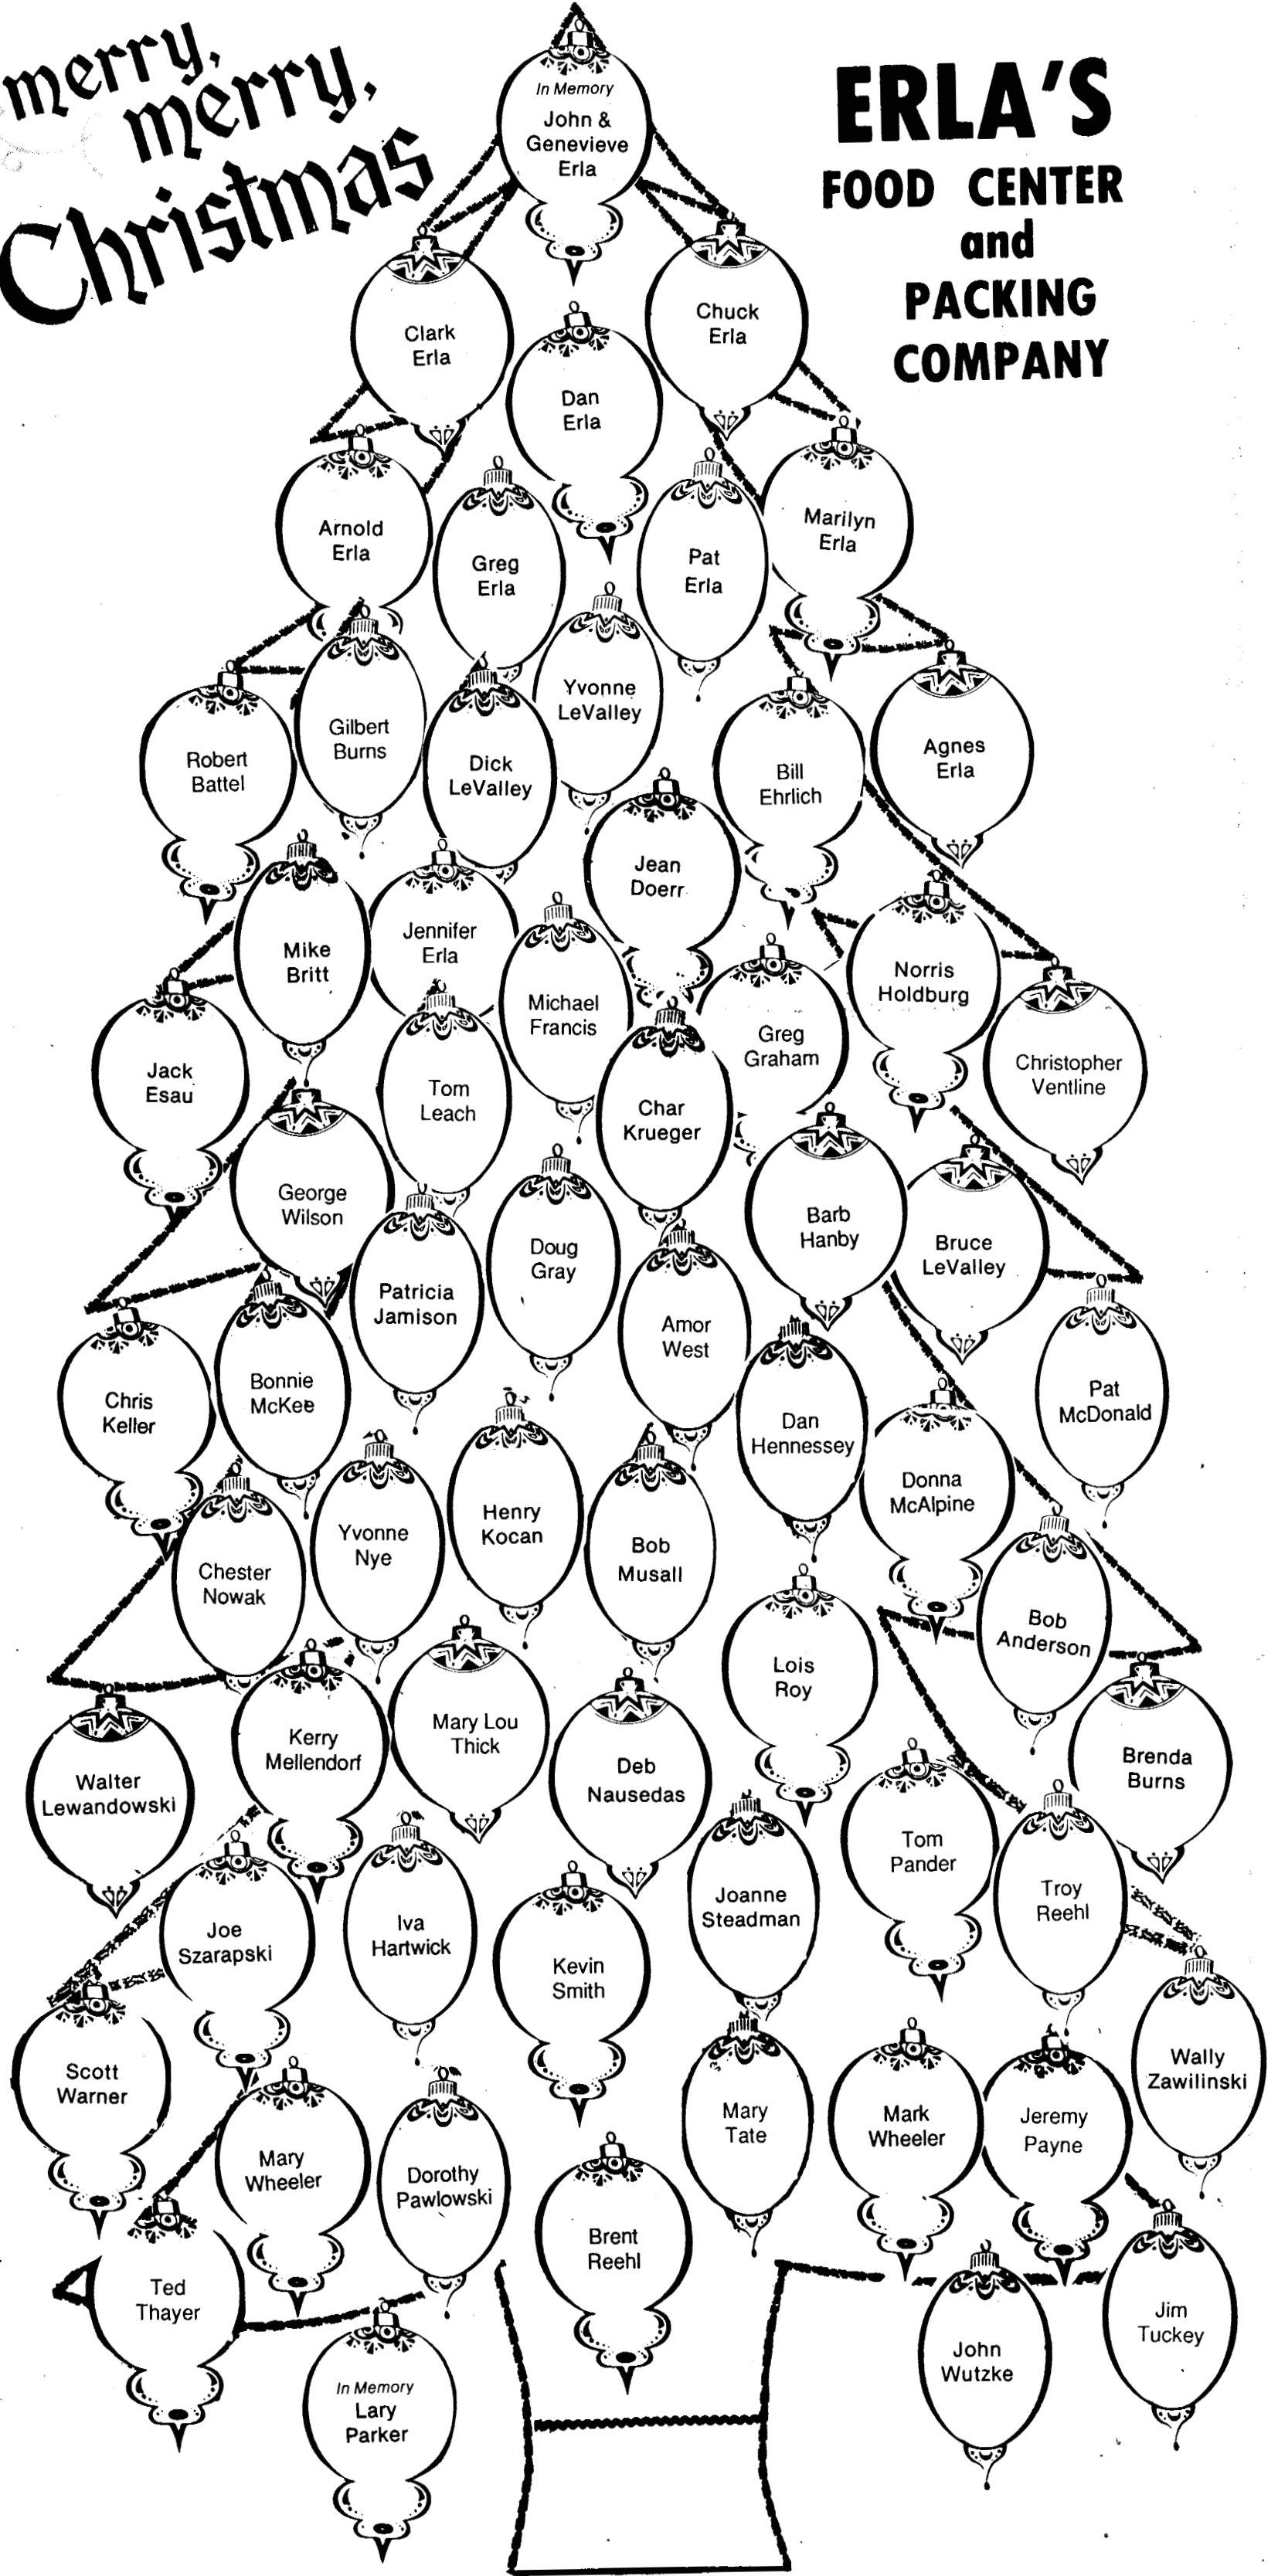 merry,
merry,
Christmas
ERLA'S
FOOD CENTER
and
PACKING
COMPANY
In Memory
John &
Genevieve
Erla
Clark
Erla
Chuck
Erla
Dan
Erla
Arnold
Erla
Greg
Erla
Pat
Erla
Marilyn
Erla
Robert
Battel
Gilbert
Burns
Dick
LeValley
Yvonne
LeValley
Bill
Ehrlich
Agnes
Erla
Mike
Britt
Jennifer
Erla
Jean
Doerr
Michael
Francis
Greg
Graham
Norris
Holdburg
Christopher
Ventline
Jack
Esau
Tom
Leach
Char
Krueger
George
Wilson
Patricia
Jamison
Doug
Gray
Barb
Hanby
Bruce
LeValley
Chris
Keller
Bonnie
McKee
Amor
West
Dan
Hennessey
Donna
McAlpine
Pat
McDonald
Chester
Nowak
Yvonne
Nye
Henry
Kocan
Bob
Musall
Lois
Roy
Bob
Anderson
Walter
Lewandowski
Kerry
Mellendorf
Mary Lou
Thick
Deb
Nausedas
Brenda
Burns
Joe
Szarapski
Iva
Hartwick
Kevin
Smith
Joanne
Steadman
Tom
Pander
Troy
Reehl
Scott
Warner
Mary
Wheeler
Dorothy
Pawlowski
Mary
Tate
Mark
Wheeler
Jeremy
Payne
Wally
Zawilinski
Ted
Thayer
Brent
Reehl
John
Wutzke
Jim
Tuckey
In Memory
Lary
Parker